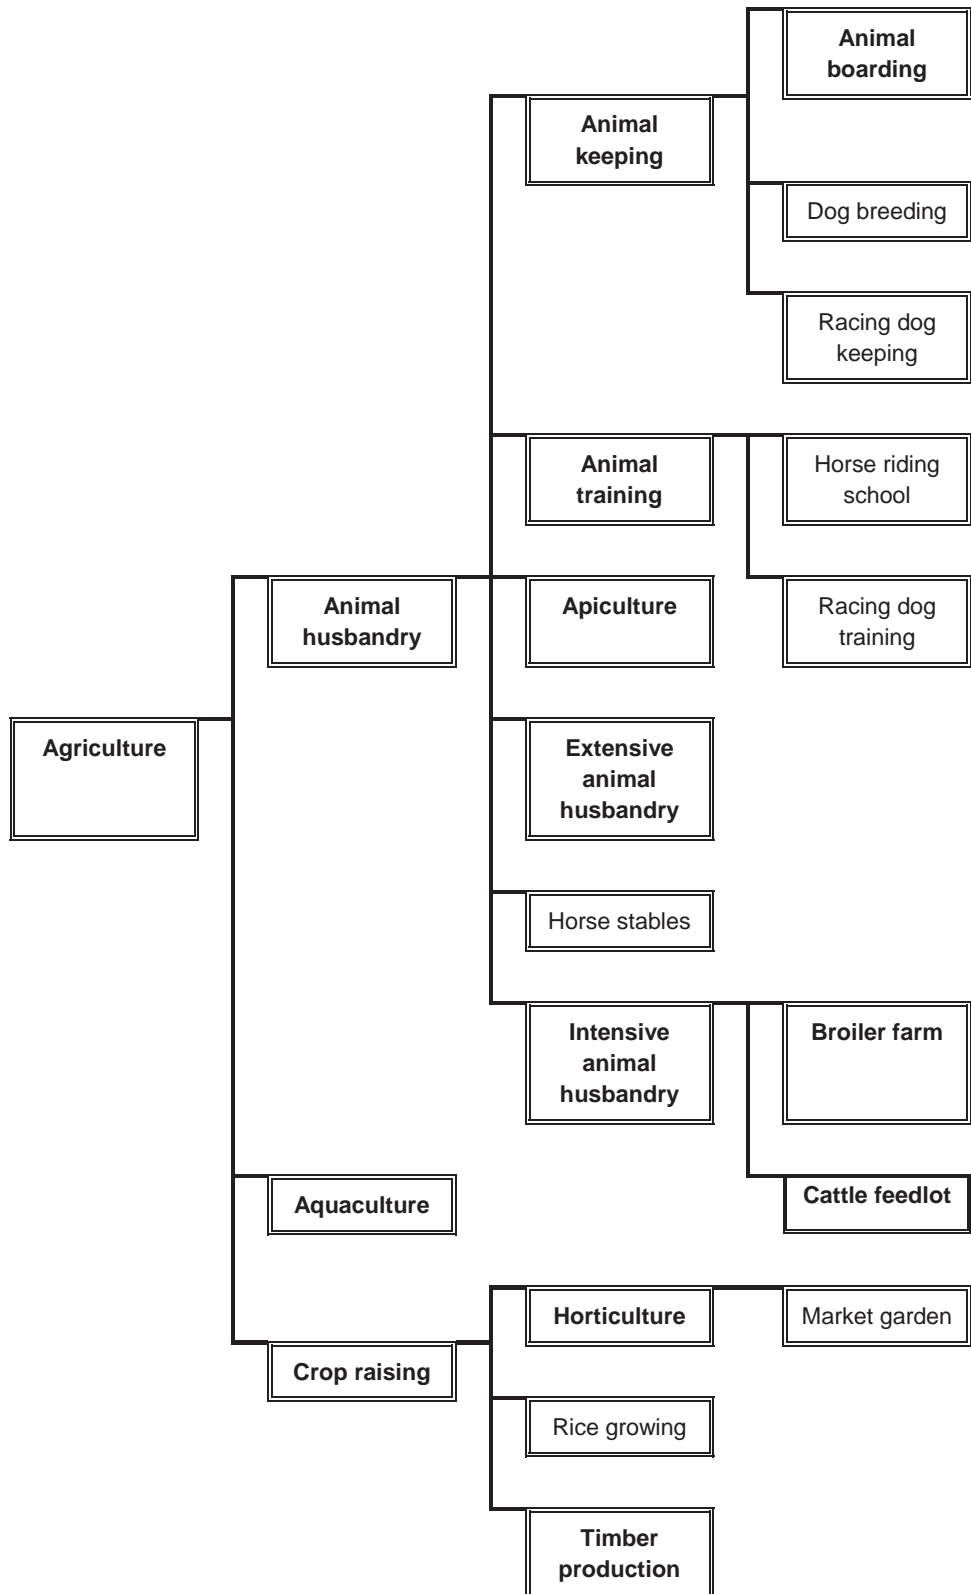 Animal
boarding
Animal
keeping
Dog breeding
Racing dog
keeping
Animal
training
Horse riding
school
Animal
husbandry
Apiculture
Racing dog
training
Agriculture
Extensive
animal
husbandry
Horse stables
Intensive
animal
husbandry
Broiler farm
Aquaculture
Cattle feedlot
Horticulture
Market garden
Crop raising
Rice growing
Timber
production